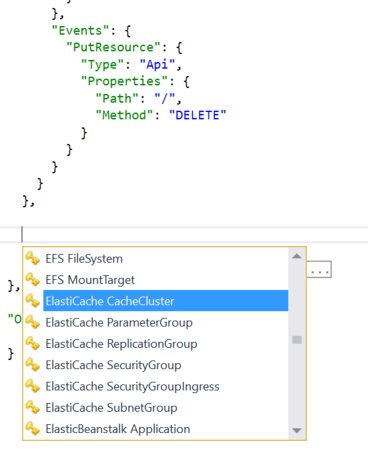 },
"Events": {
"PutResource": {
"Type": "Api",
"Properties": {
"Path": "/",
"Method": "DELETE"
}
}
}
}
},
EFS FileSystem
EFS MountTarget
ElastiCache CacheCluster
...
},
ElastiCache ParameterGroup
"O
ElastiCache ReplicationGroup
}
ElastiCache SecurityGroup
ElastiCache SecurityGroupIngress
ElastiCache SubnetGroup
ElasticBeanstalk Application